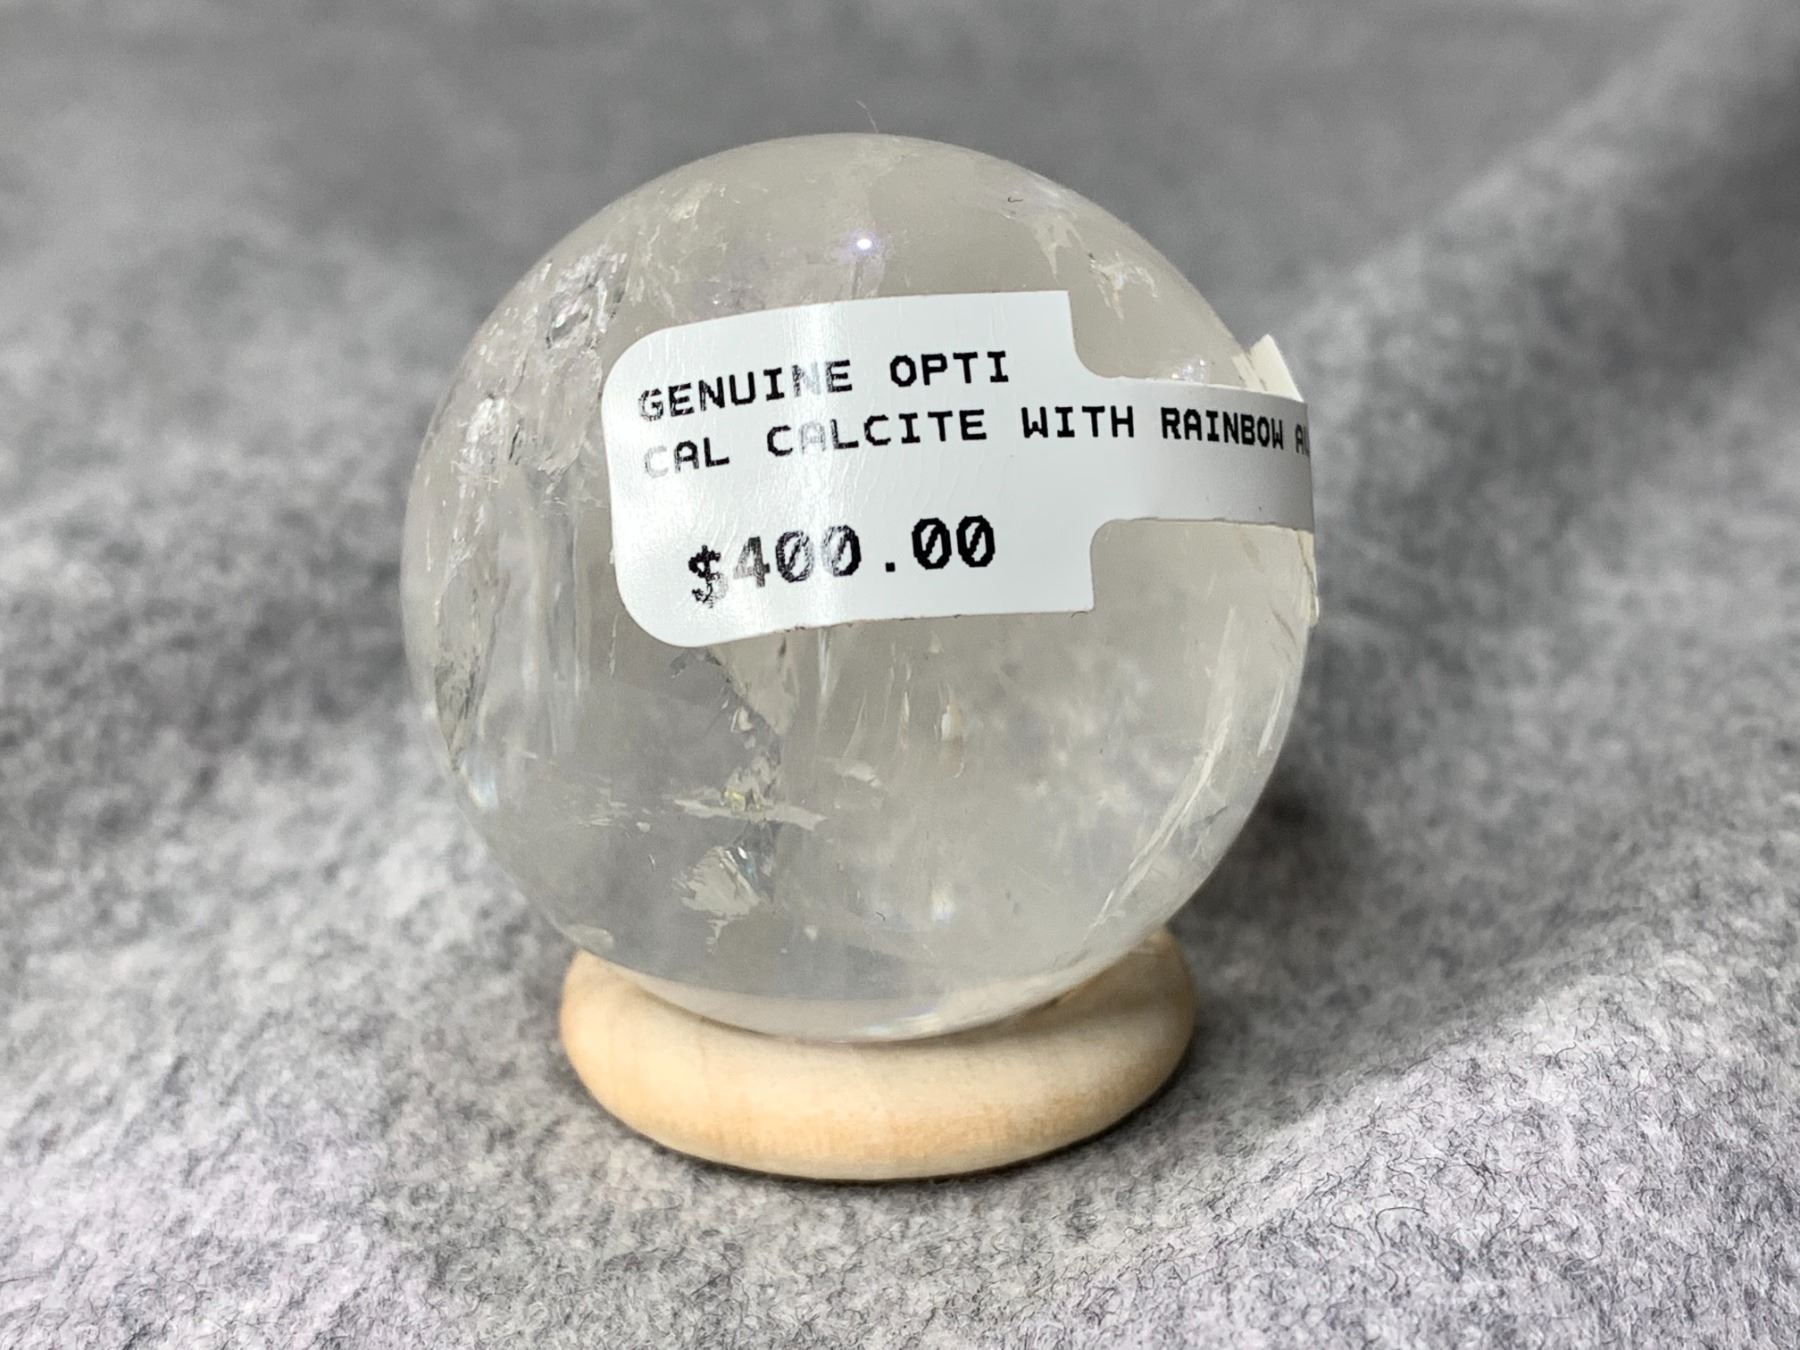 GENUINE OPTI
CAL CALCITE WITH RAINBOW
$400.00